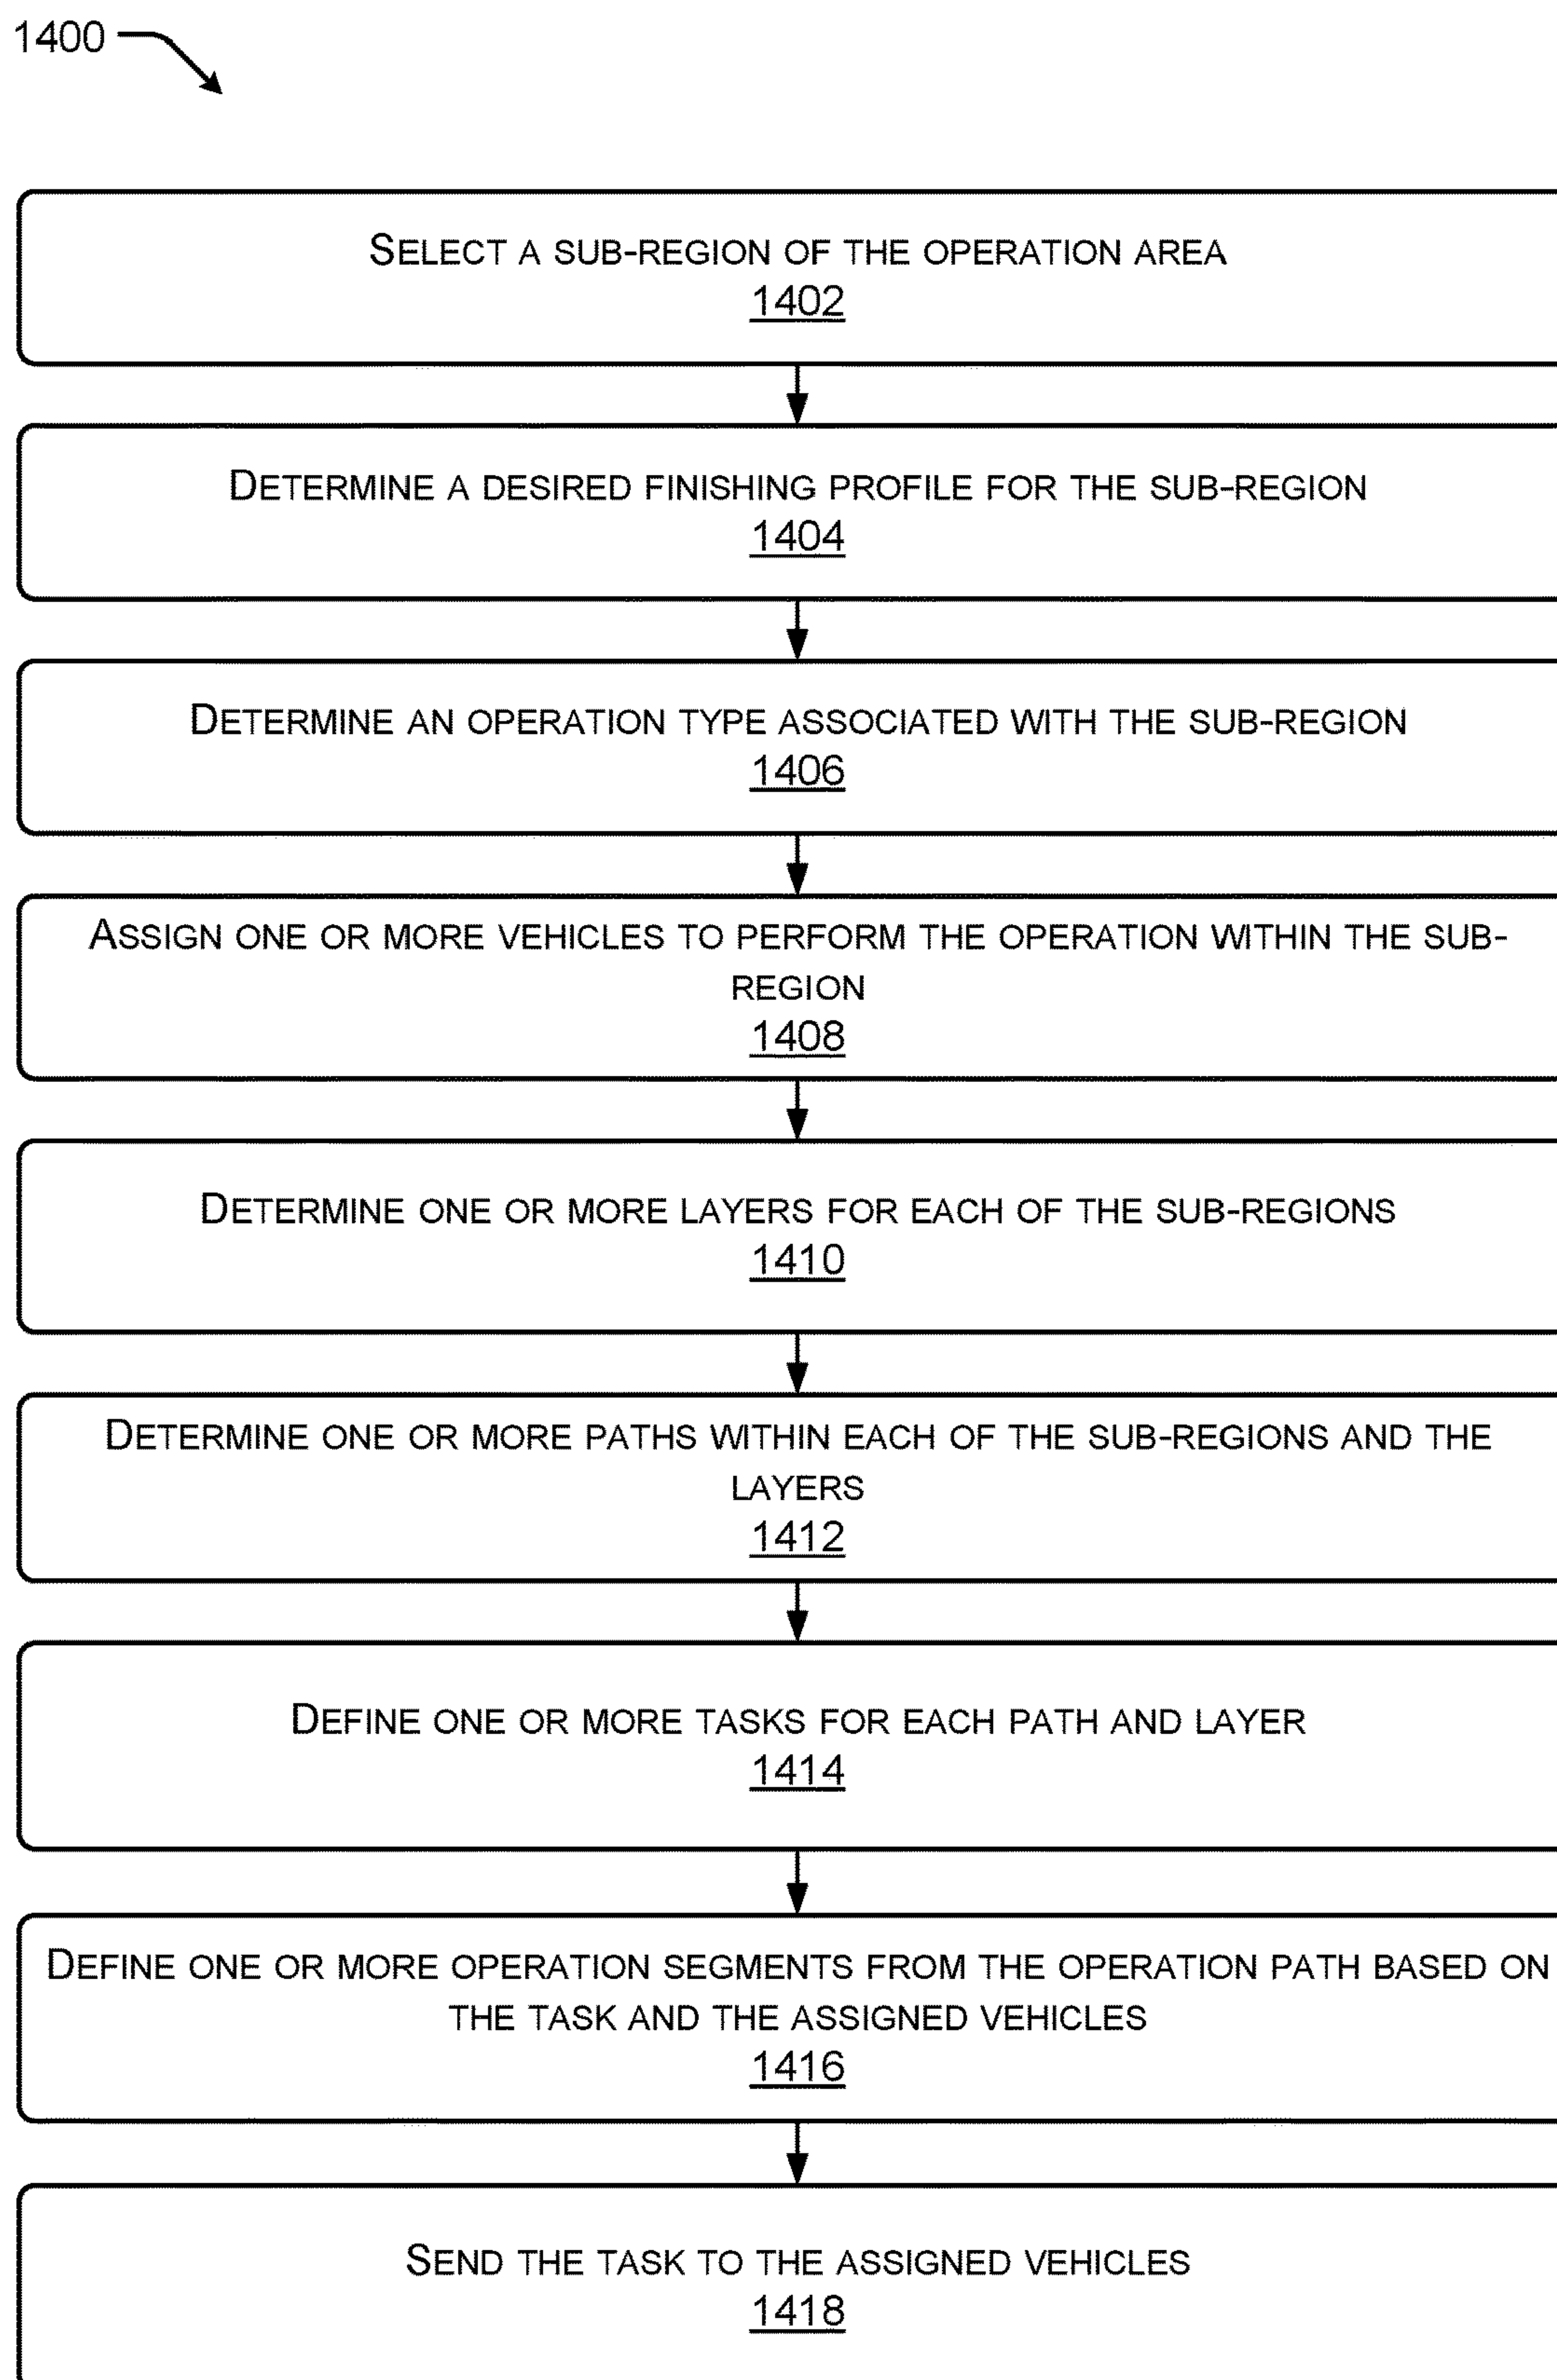 1400
SELECT A SUB-REGION OF THE OPERATION AREA
1402
DETERMINE A DESIRED FINISHING PROFILE FOR THE SUB-REGION
1404
DETERMINE AN OPERATION TYPE ASSOCIATED WITH THE SUB-REGION
1406
ASSIGN ONE OR MORE VEHICLES TO PERFORM THE OPERATION WITHIN THE SUB-
REGION
1408
DETERMINE ONE OR MORE LAYERS FOR EACH OF THE SUB-REGIONS
1410
DETERMINE ONE OR MORE PATHS WITHIN EACH OF THE SUB-REGIONS AND THE
LAYERS
1412
DEFINE ONE OR MORE TASKS FOR EACH PATH AND LAYER
1414
DEFINE ONE OR MORE OPERATION SEGMENTS FROM THE OPERATION PATH BASED ON
THE TASK AND THE ASSIGNED VEHICLES
1416
SEND THE TASK TO THE ASSIGNED VEHICLES
1418